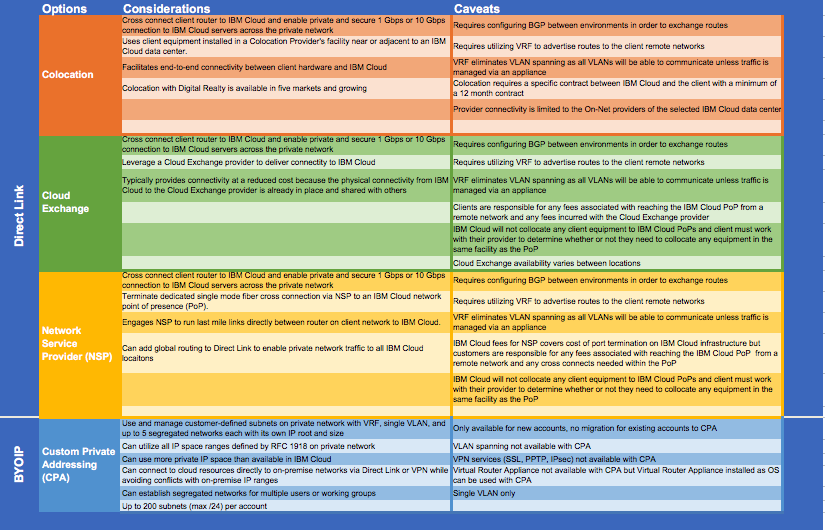 Options Considerations Caveats
Direct Link
Colocation
Cross connect client router to IBM Cloud and enable private and secure 1 Gbps or 10 Gbps
connection to IBM Cloud servers across the private network
Requires configuring BGP between environments in order to exchange routes
Uses client equipment installed in a Colocation Provider's facility near or adjacent to an IBM
Cloud data center.
Requires utilizing VRF to advertise routes to the client remote networks
Facilitates end-to-end connectivity between client hardware and IBM Cloud
VRF eliminates VLAN spanning as all VLANs will be able to communicate unless traffic is
managed via an appliance
Colocation with Digital Realty is available in five markets and growing
Colocation requires a specific contract between IBM Cloud and the client with a minimum of
a 12 month contract
Provider connectivity is limited to the On-Net providers of the selected IBM Cloud data center
Cloud
Exchange
Cross connect client router to IBM Cloud and enable private and secure 1 Gbps or 10 Gbps
connection to IBM Cloud servers across the private network
Requires configuring BGP between environments in order to exchange routes
Leverage a Cloud Exchange provider to deliver connectity to IBM Cloud
Requires utilizing VRF to advertise routes to the client remote networks
Typically provides connectivity at a reduced cost because the physical connectivity from IBM
Cloud to the Cloud Exchange provider is already in place and shared with others
VRF eliminates VLAN spanning as all VLANs will be able to communicate unless traffic is
managed via an appliance
Clients are responsible for any fees associated with reaching the IBM Cloud PoP from a
remote network and any fees incurred with the Cloud Exchange provider
IBM Cloud will not collocate any client equipment to IBM Cloud PoPs and client must work
with their provider to determine whether or not they need to collocate any equipment in the
same facility as the PoP
Cloud Exchange availability varies between locations
Network
Service
Provider (NSP)
Cross connect client router to IBM Cloud and enable private and secure 1 Gbps or 10 Gbps
connection to IBM Cloud servers across the private network
Requires configuring BGP between environments in order to exchange routes
Terminate dedicated single mode fiber cross connection via NSP to an IBM Cloud network
point of presence (PoP).
Requires utilizing VRF to advertise routes to the client remote networks
Engages NSP to run last mile links directly between router on client network to IBM Cloud.
VRF eliminates VLAN spanning as all VLANs will be able to communicate unless traffic is
managed via an appliance
Can add global routing to Direct Link to enable private network traffic to all IBM Cloud
locaitons
IBM Cloud fees for NSP covers cost of port termination on IBM Cloud infrastructure but
customers are responsible for any fees associated with reaching the IBM Cloud PoP from a
remote network and any cross connects needed within the PoP
IBM Cloud will not collocate any client equipment to IBM Cloud PoPs and client must work
with their provider to determine whether or not they need to collocate any equipment in the
same facility as the PoP
BYOIP
Custom Private
Addressing
(CPA)
Use and manage customer-defined subnets on private network with VRF, single VLAN, and
up to 5 segregated networks each with its own IP root and size
Only available for new accounts, no migration for existing accounts to CPA
Can utilize all IP space ranges defined by RFC 1918 on private network
VLAN spanning not available with CPA
Can use more private IP space than available in IBM Cloud
VPN services (SSL, PPTP, IPsec) not available with CPA
Can connect to cloud resources directly to on-premise networks via Direct Link or VPN while
avoiding conflicts with on-premise IP ranges
Virtual Router Appliance not available with CPA but Virtual Router Appliance installed as OS
can be used with CPA
Can establish segregated networks for multiple users or working groups
Single VLAN only
Up to 200 subnets (max /24) per account